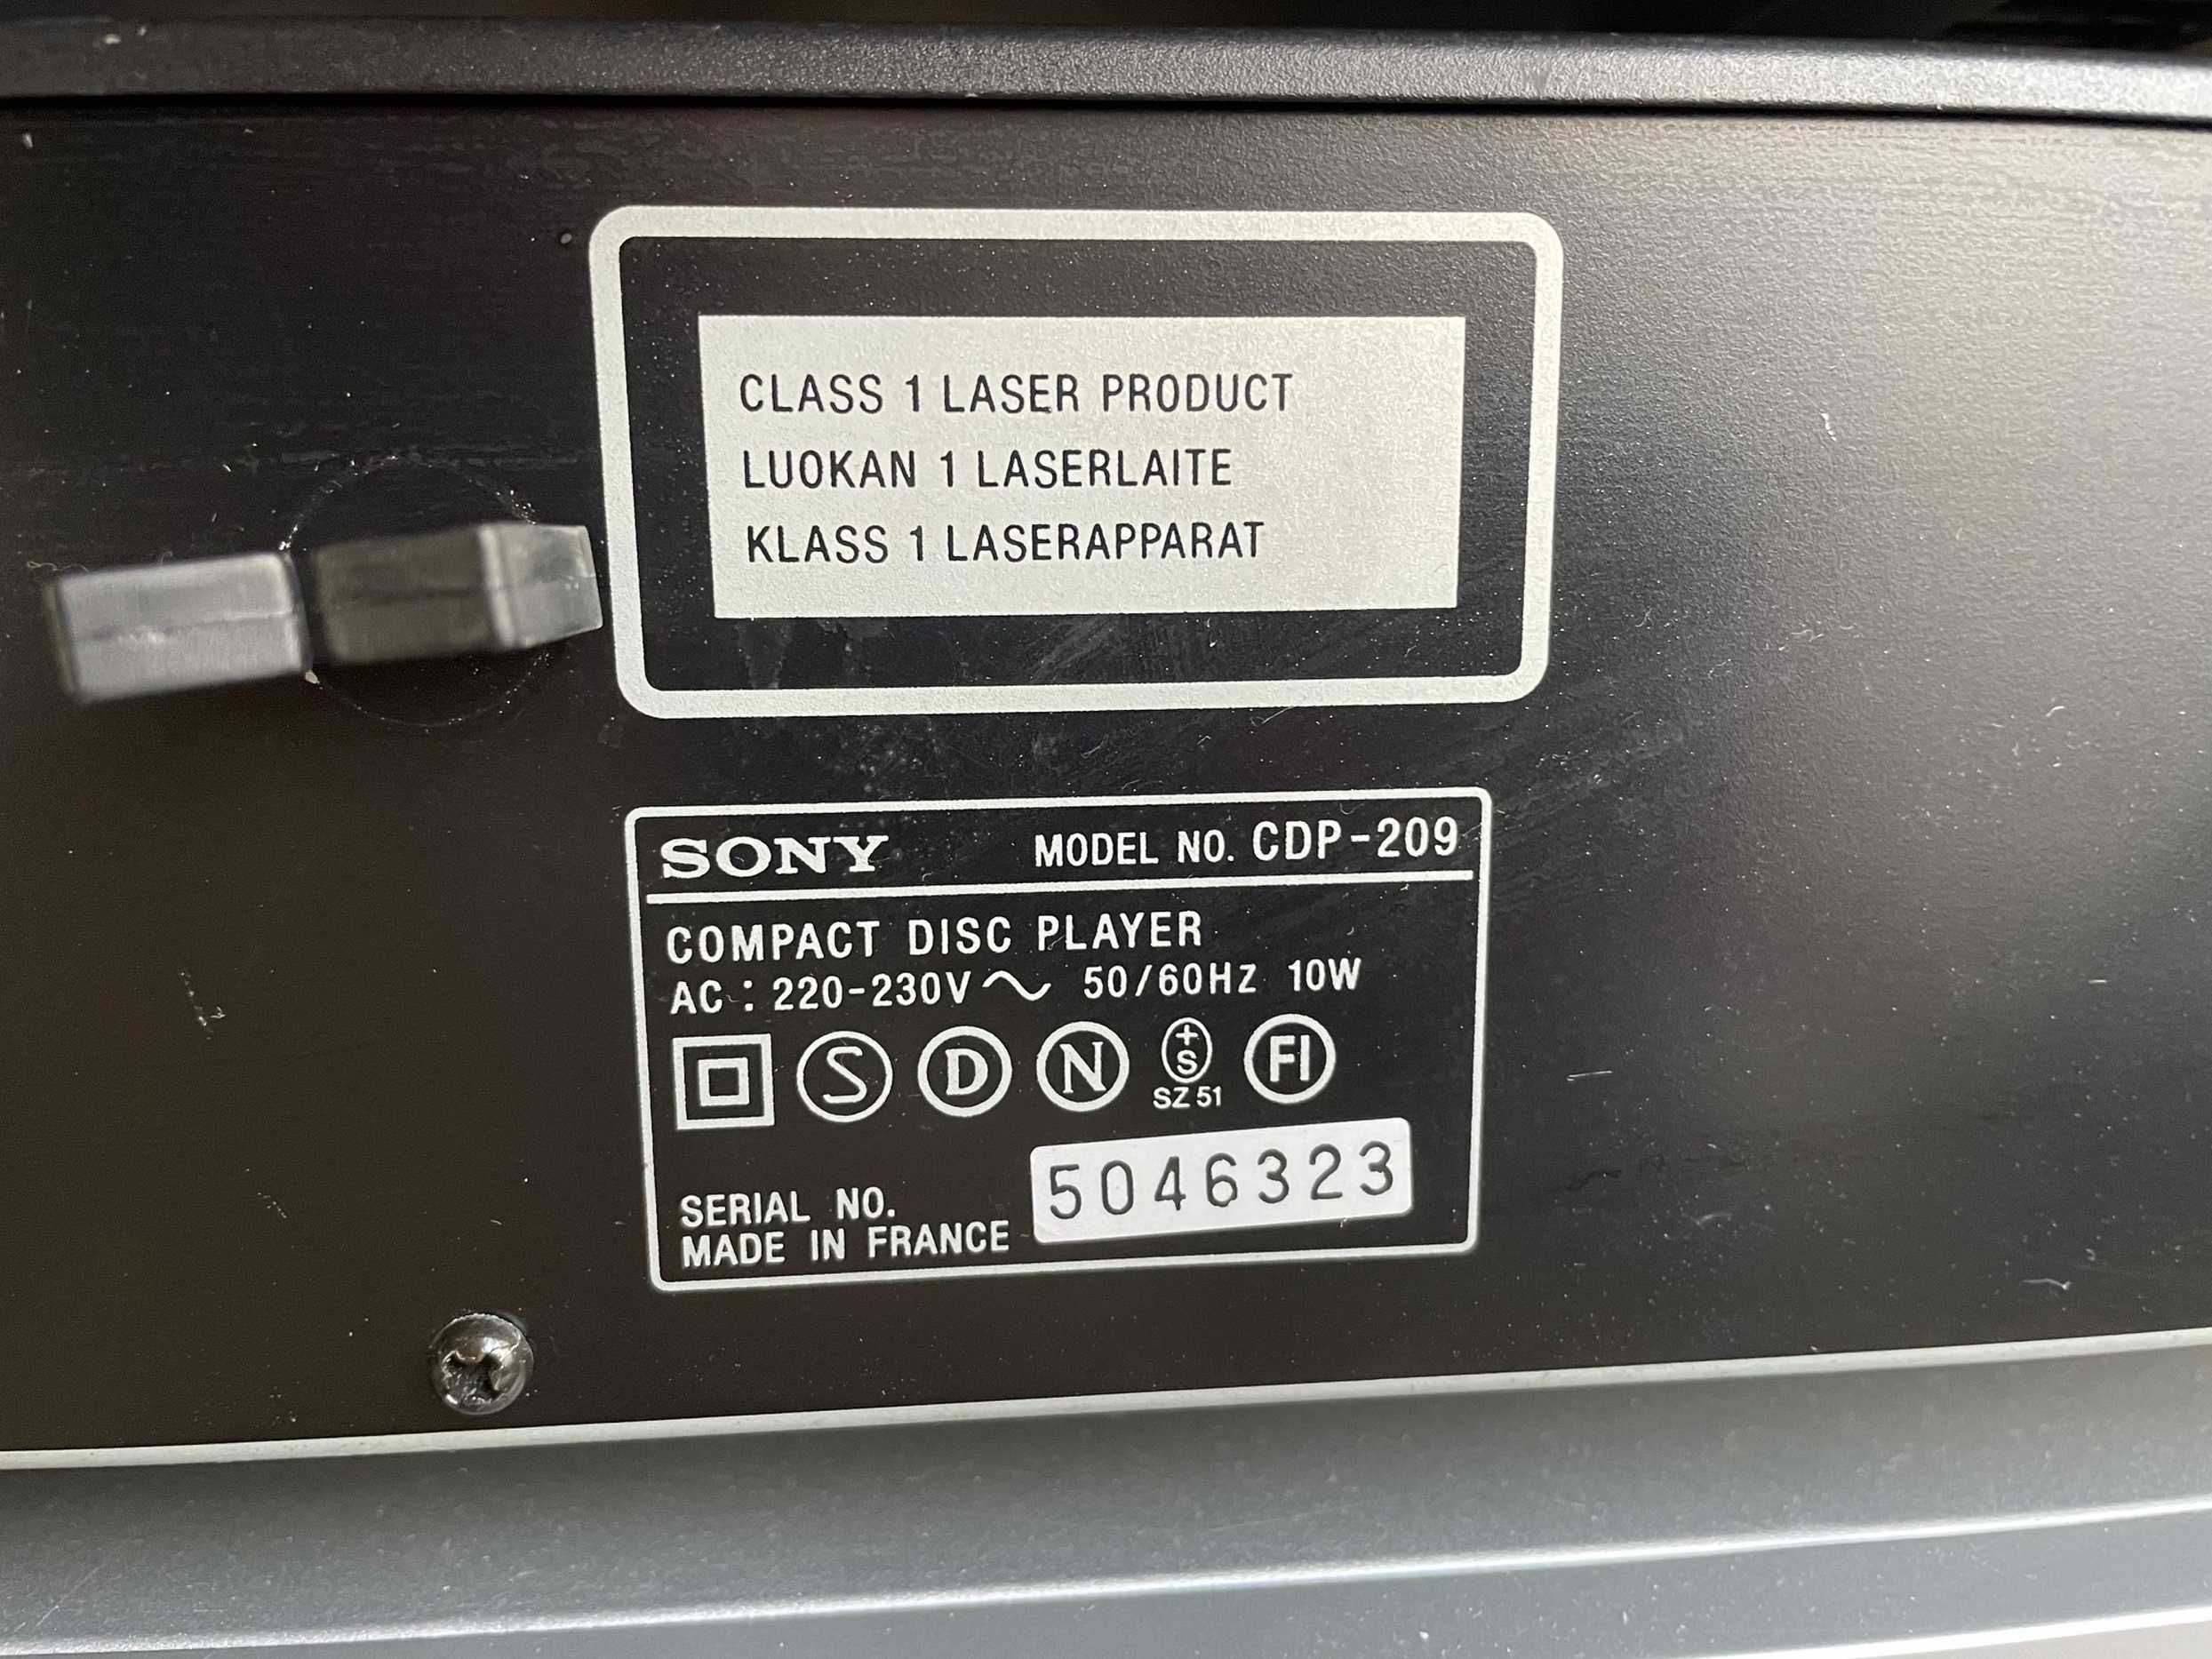 CLASS 1 LASER PRODUCT
LUOKAN 1 LASERLAITE
KLASS 1 LASERAPPARAT
SONY MODEL NO. CDP-209
COMPACT DISC PLAYER
AC : 220-230V ~ 50/60Hz 10W
S D N +S FI
SZ 51
SERIAL NO. 5046323
MADE IN FRANCE